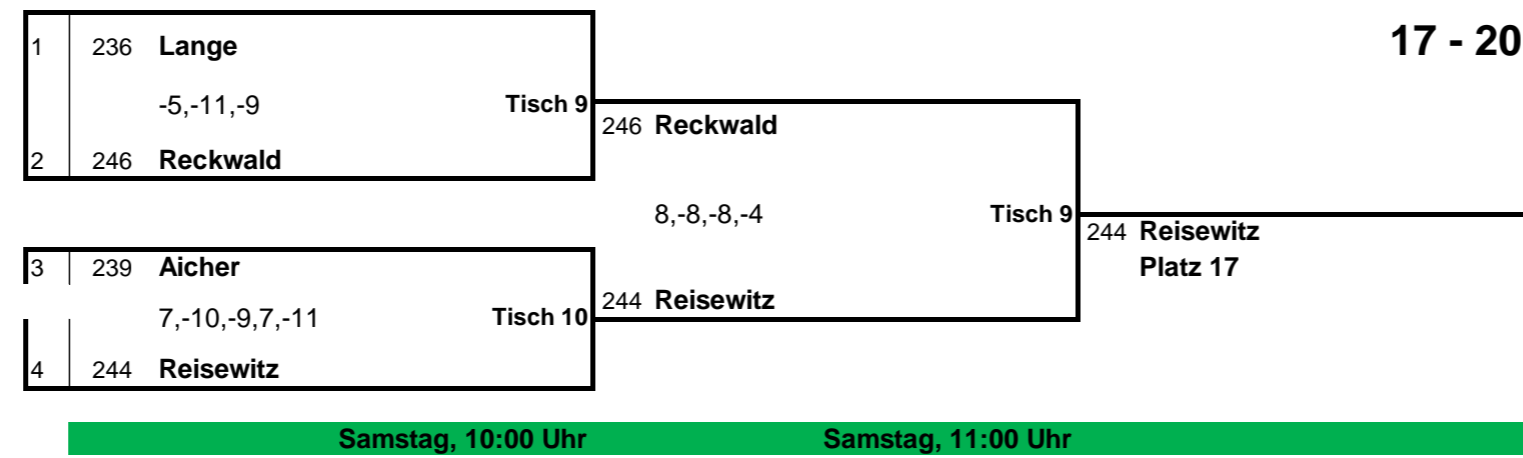 17 - 20
1 236 Lange
-5,-11,-9 Tisch 9
246 Reckwald
2 246 Reckwald
8,-8,-8,-4 Tisch 9
244 Reisewitz
Platz 17
3 239 Aicher
244 Reisewitz
7,-10,-9,7,-11 Tisch 10
4 244 Reisewitz
Samstag, 10:00 Uhr Samstag, 11:00 Uhr